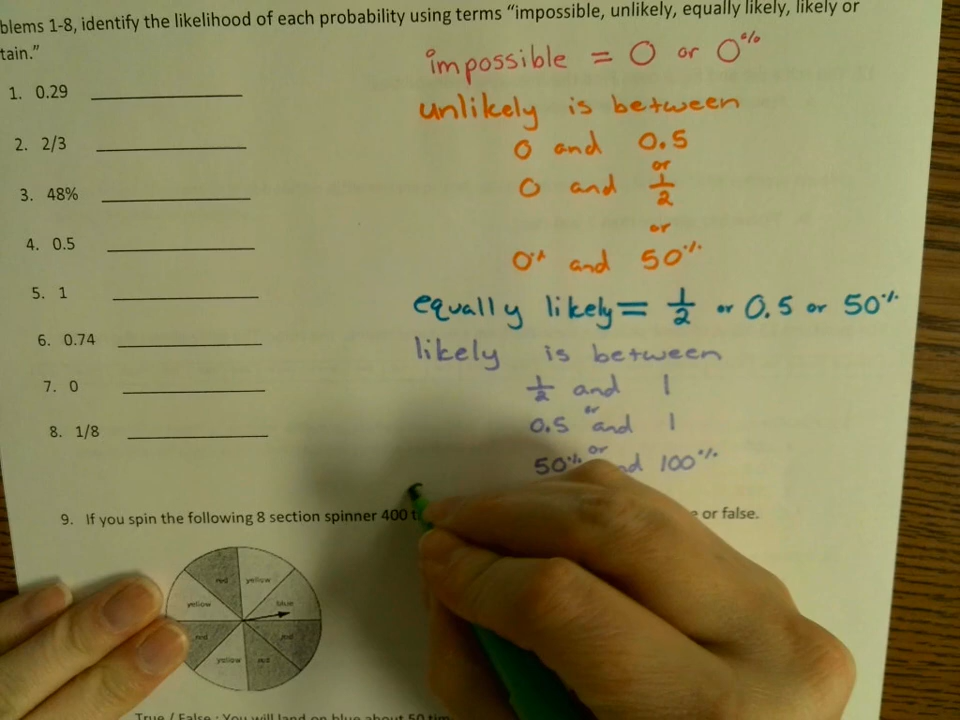 blems 1-8, identify the likelihood of each probability using terms “impossible, unlikely, equally likely, likely or
tain.”
impossible = 0 or 0%
unlikely is between
0 and 0.5
or
0 and 1/2
or
0% and 50%
equally likely = 1/2 or 0.5 or 50%
likely is between
1/2 and 1
or
0.5 and 1
or
50% nd 100%
1. 0.29
2. 2/3
3. 48%
4. 0.5
5. 1
6. 0.74
7. 0
8. 1/8
9. If you spin the following 8 section spinner 400 t or false.
red yellow
yellow blue
red red
yellow red
True / False : You will land on blue about 50 tim